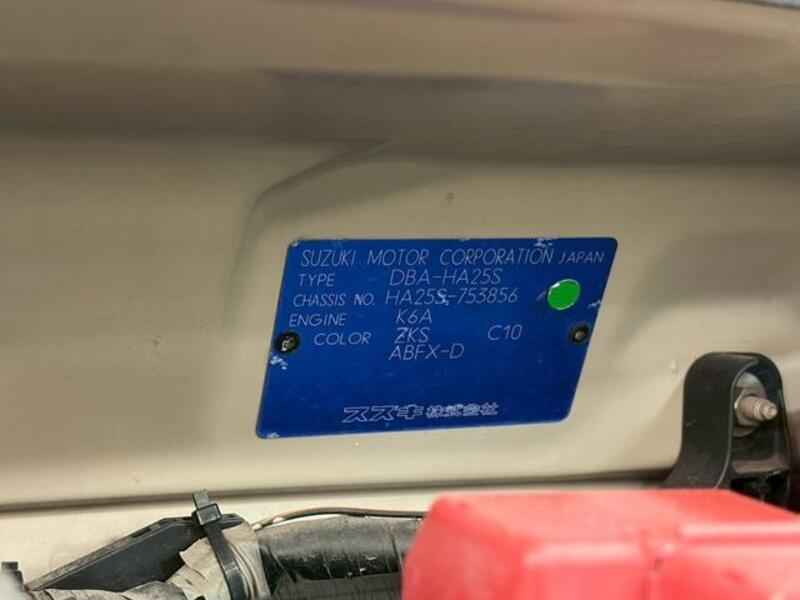 SUZUKI MOTOR CORPORATION JAPAN
TYPE DBA-HA25S
CHASSIS NO. HA25S-753856
ENGINE K6A
COLOR ZKS C10
ABFX-D
スズキ株式会社